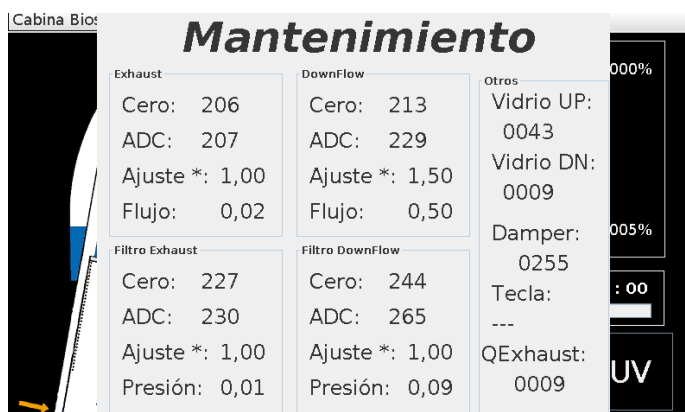 Cabina Bios
Mantenimiento
Exhaust
Cero: 206
ADC: 207
Ajuste *: 1,00
Flujo: 0,02
DownFlow
Cero: 213
ADC: 229
Ajuste *: 1,50
Flujo: 0,50
Otros
Vidrio UP:
0043
Vidrio DN:
0009
Damper:
0255
Tecla:
---
QExhaust:
0009
Filtro Exhaust
Cero: 227
ADC: 230
Ajuste *: 1,00
Presión: 0,01
Filtro DownFlow
Cero: 244
ADC: 265
Ajuste *: 1,00
Presión: 0,09
000%
005%
: 00
UV